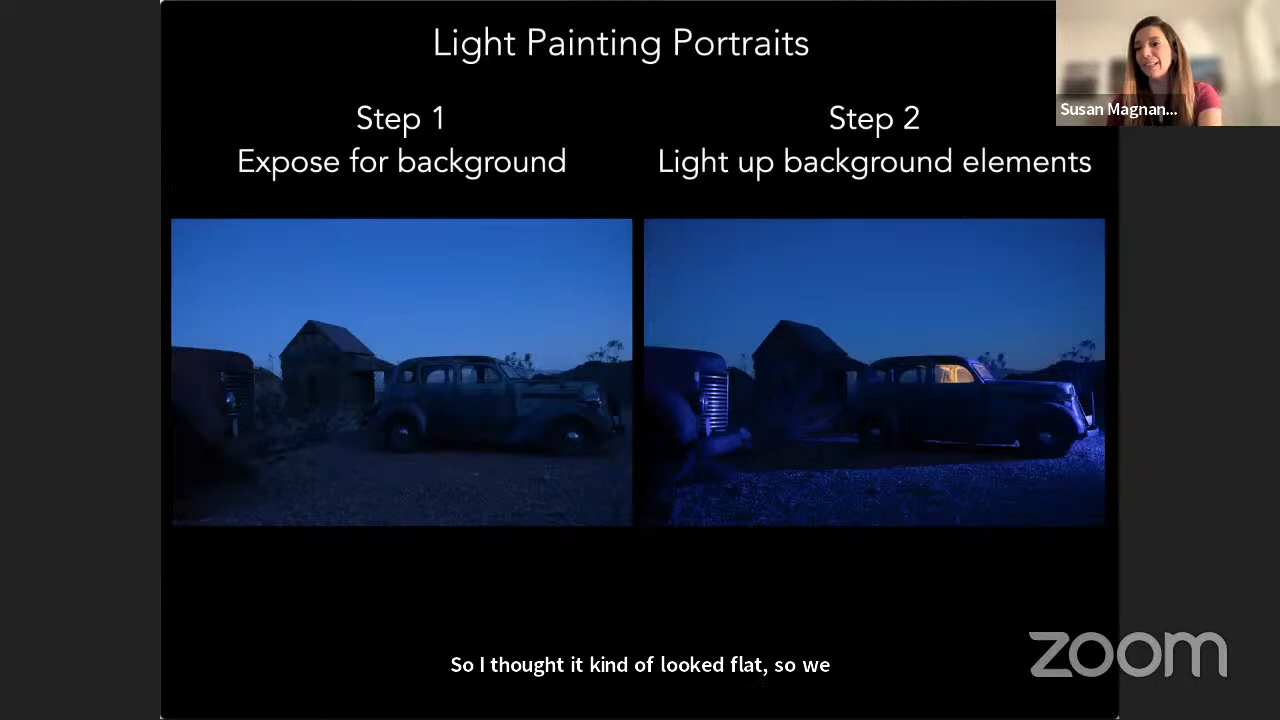 Light Painting Portraits
Step 1
Expose for background
Step 2
Light up background elements
Susan Magnan...
So I thought it kind of looked flat, so we
zoom